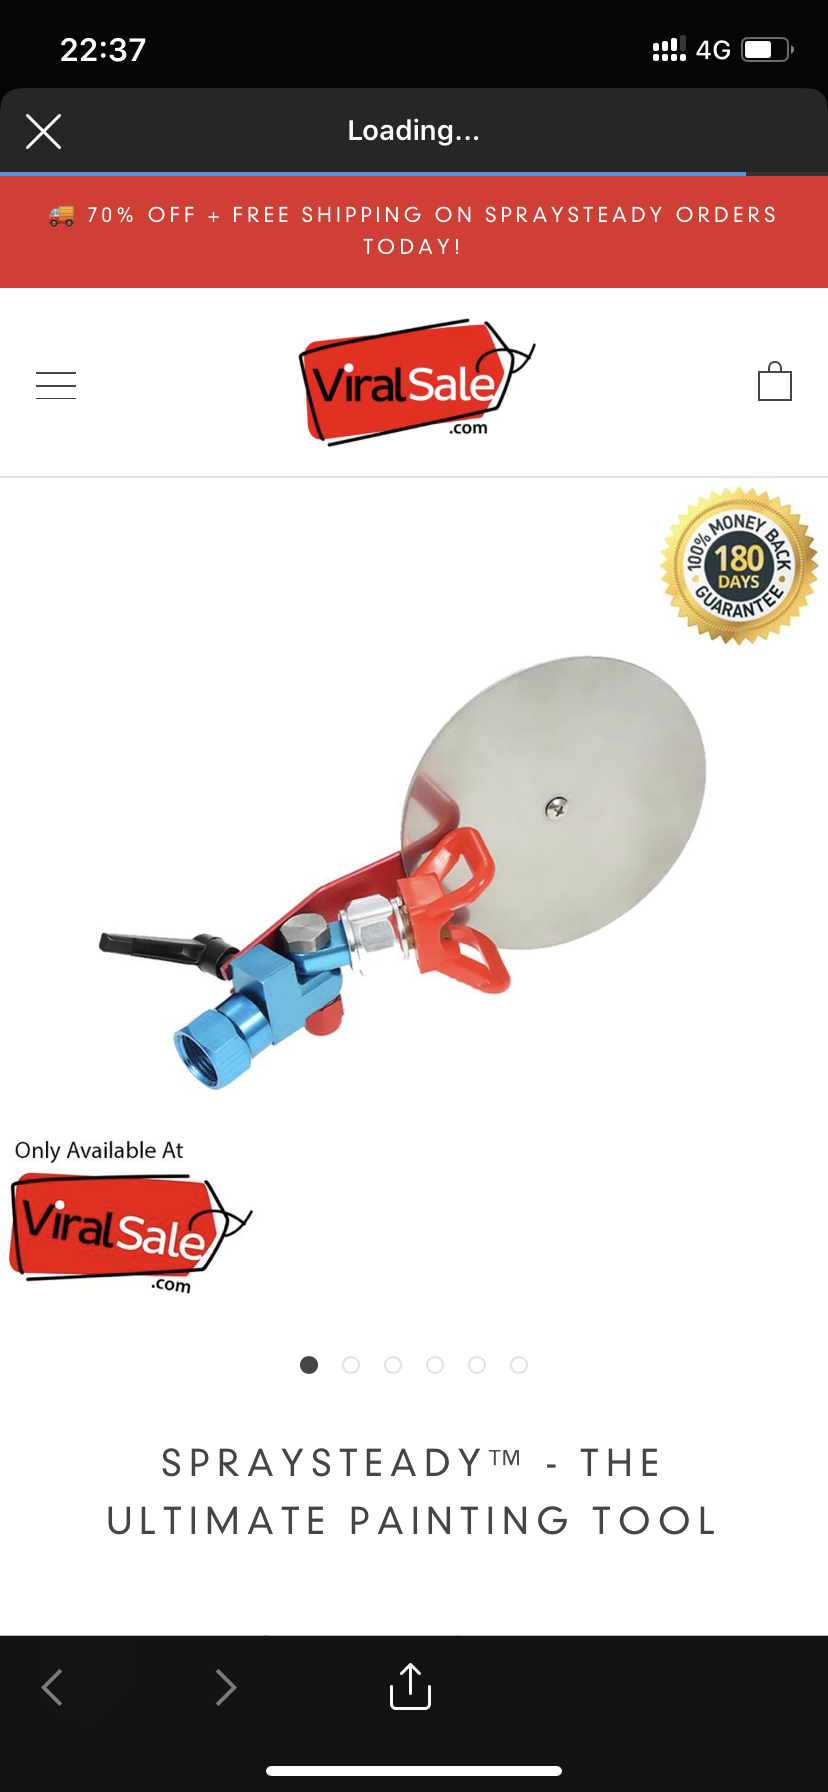 22:37
4G
Loading...
🚚 70% OFF + FREE SHIPPING ON SPRAYSTEADY ORDERS
TODAY!
ViralSale
.com
100% MONEY BACK
180
DAYS
GUARANTEE
Only Available At
ViralSale
.com
SPRAYSTEADY™ - THE
ULTIMATE PAINTING TOOL